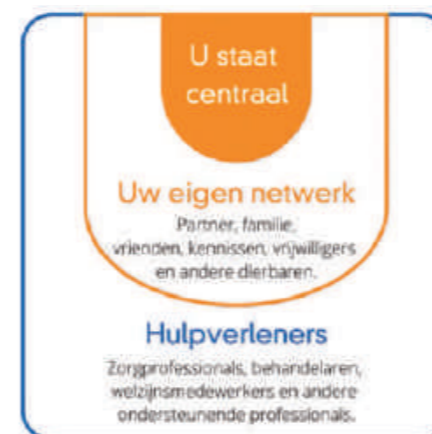 U staat
centraal
Uw eigen netwerk
Partner, familie,
vrienden, kennissen, vrijwilligers
en andere dierbaren.
Hulpverleners
Zorgprofessionals, behandelaren,
welzijnsmedewerkers en andere
ondersteunende professionals.